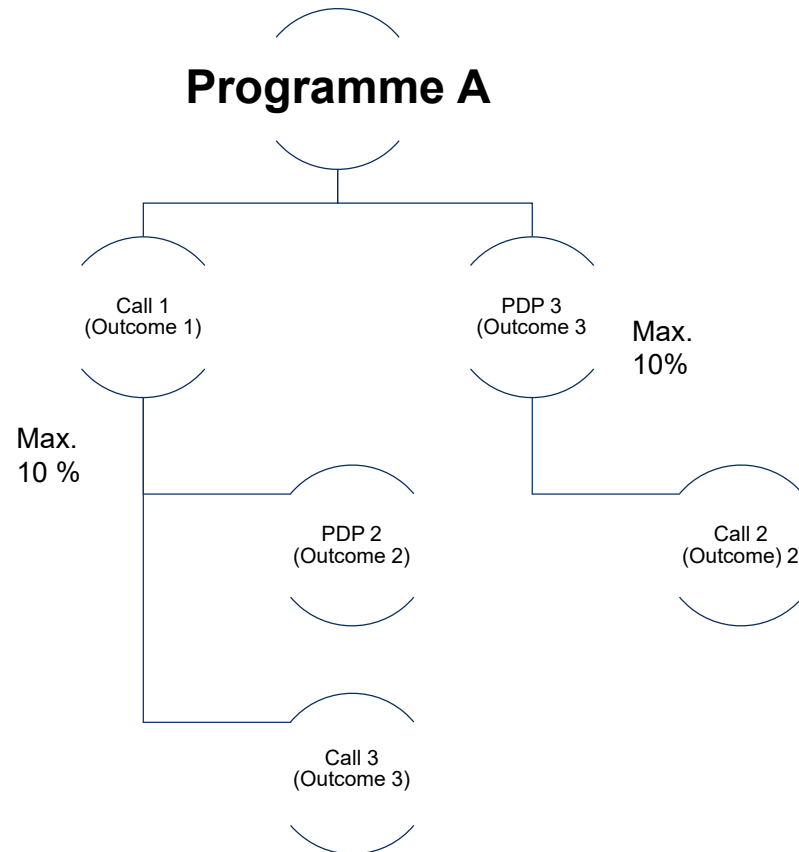 Programme A
Call 1
(Outcome 1)
PDP 3
(Outcome 3
Max.
10%
Max.
10 %
PDP 2
(Outcome 2)
Call 2
(Outcome) 2
Call 3
(Outcome 3)